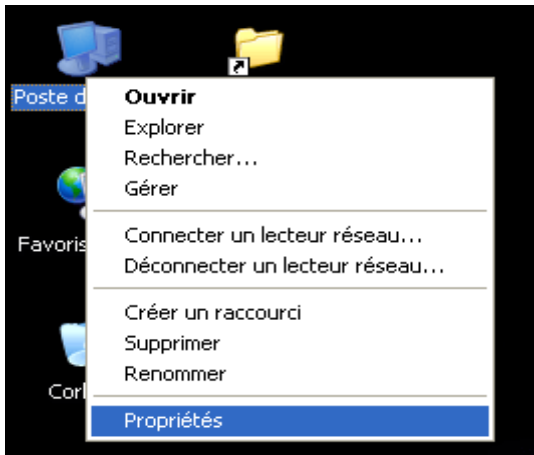 Poste d
Ouvrir
Explorer
Rechercher...
Gérer
Favoris
Connecter un lecteur réseau...
Déconnecter un lecteur réseau...
Créer un raccourci
Supprimer
Renommer
Propriétés